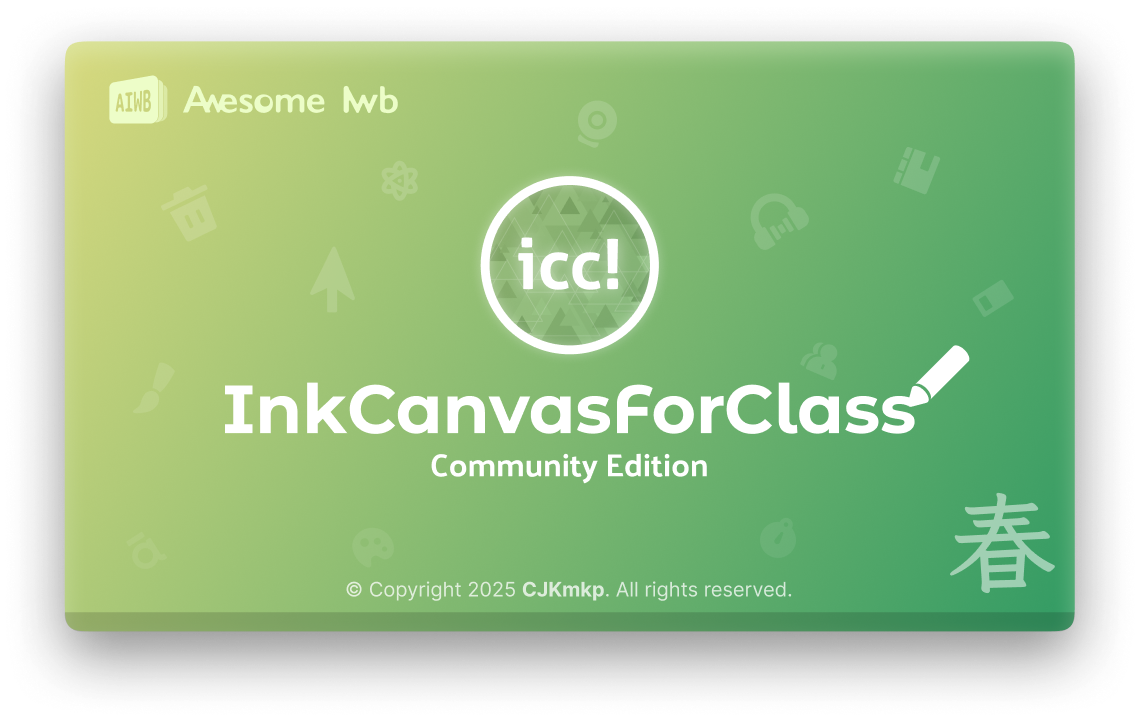 AIWB Awesome Iwb
icc!
InkCanvasForClass
Community Edition
春
© Copyright 2025 CJKmkp. All rights reserved.